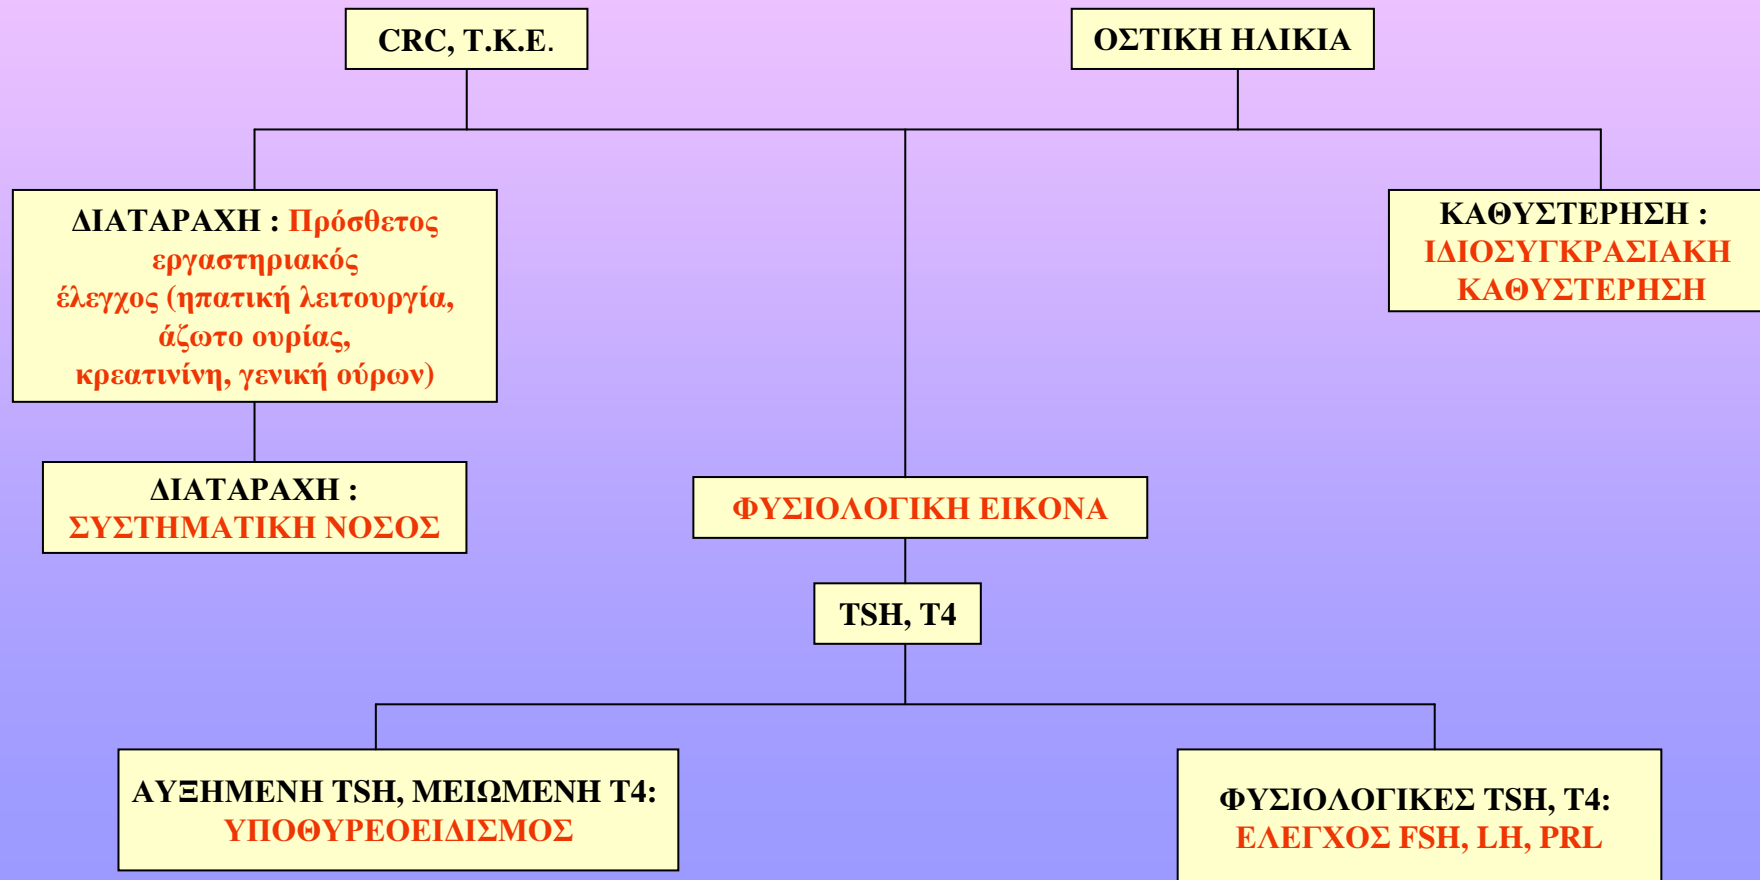 CRC, Τ.Κ.Ε.
ΟΣΤΙΚΗ ΗΛΙΚΙΑ
ΔΙΑΤΑΡΑΧΗ : Πρόσθετος
εργαστηριακός
έλεγχος (ηπατική λειτουργία,
άζωτο ουρίας,
κρεατινίνη, γενική ούρων)
ΚΑΘΥΣΤΕΡΗΣΗ :
ΙΔΙΟΣΥΓΚΡΑΣΙΑΚΗ
ΚΑΘΥΣΤΕΡΗΣΗ
ΔΙΑΤΑΡΑΧΗ :
ΣΥΣΤΗΜΑΤΙΚΗ ΝΟΣΟΣ
ΦΥΣΙΟΛΟΓΙΚΗ ΕΙΚΟΝΑ
TSH, T4
ΑΥΞΗΜΕΝΗ TSH, ΜΕΙΩΜΕΝΗ Τ4:
ΥΠΟΘΥΡΕΟΕΙΔΙΣΜΟΣ
ΦΥΣΙΟΛΟΓΙΚΕΣ TSH, T4:
ΕΛΕΓΧΟΣ FSH, LH, PRL